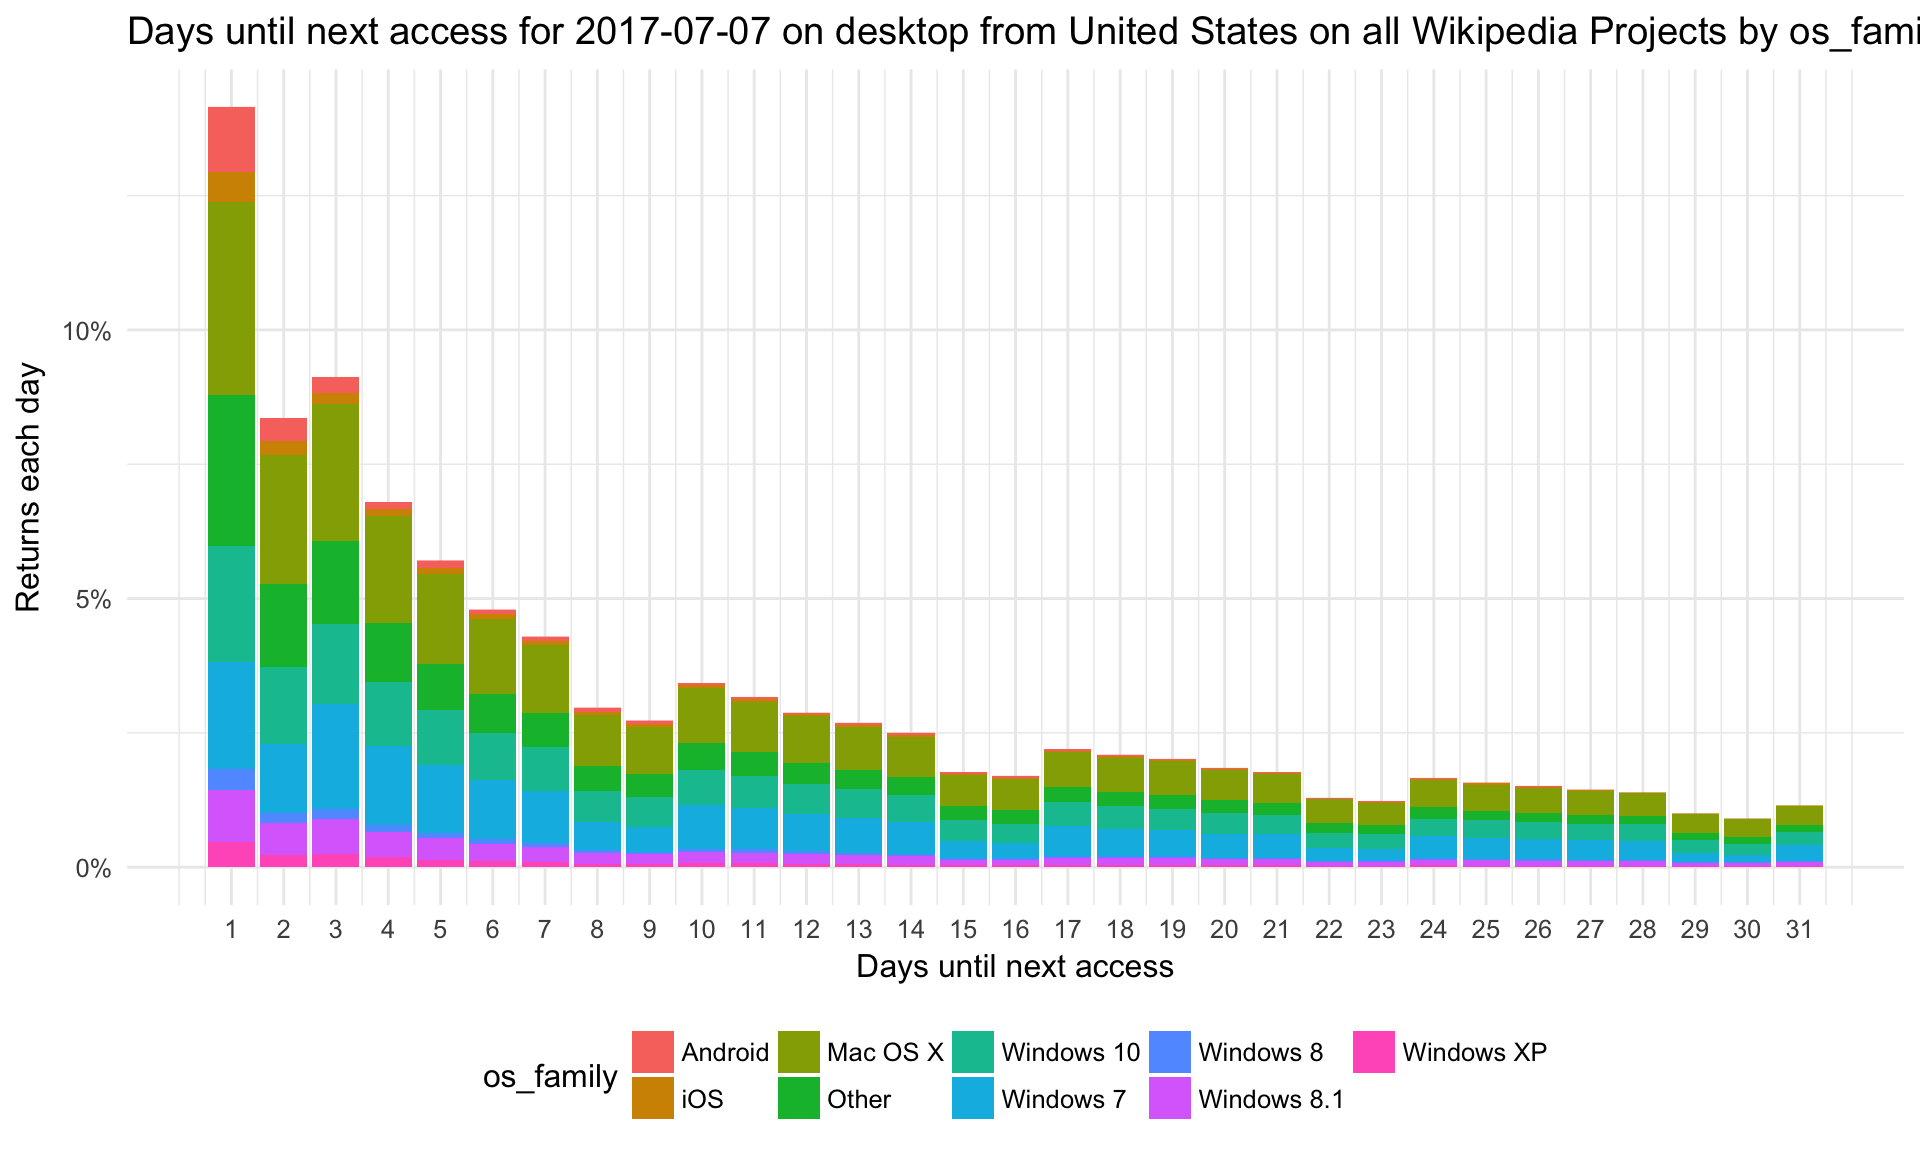 Days until next access for 2017-07-07 on desktop from United States on all Wikipedia Projects by os_fami
Returns each day
10%
5%
0%
1 2 3 4 5 6 7 8 9 10 11 12 13 14 15 16 17 18 19 20 21 22 23 24 25 26 27 28 29 30 31
Days until next access
os_family
Android Mac OS X Windows 10 Windows 8 Windows XP
iOS Other Windows 7 Windows 8.1